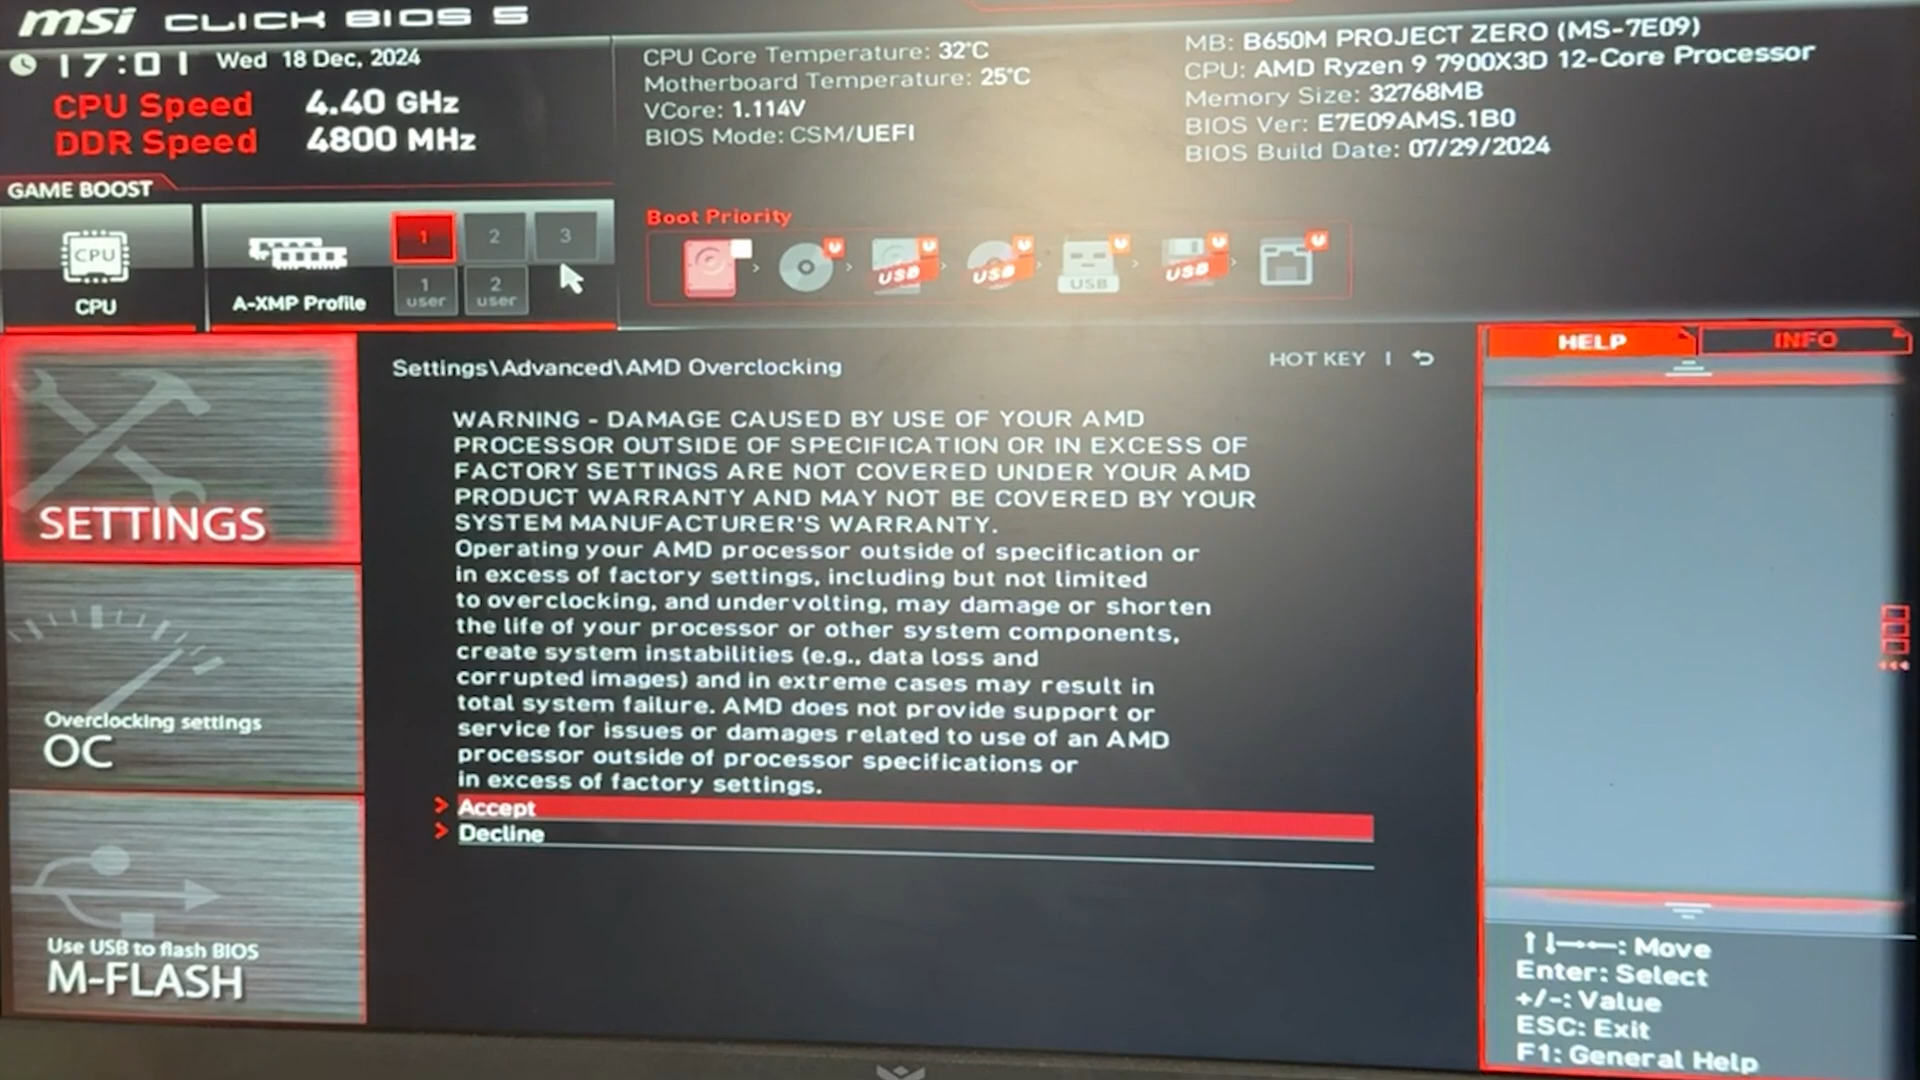 msi CLICK BIOS 5
17:01 Wed 18 Dec, 2024
CPU Speed 4.40 GHz
DDR Speed 4800 MHz
CPU Core Temperature: 32°C
Motherboard Temperature: 25°C
VCore: 1.114V
BIOS Mode: CSM/UEFI
MB: B650M PROJECT ZERO (MS-7E09)
CPU: AMD Ryzen 9 7900X3D 12-Core Processor
Memory Size: 32768MB
BIOS Ver: E7E09AMS.1B0
BIOS Build Date: 07/29/2024
GAME BOOST
CPU
CPU
A-XMP Profile
1 2 3
1 user
2 user
Boot Priority
USB
USB
USB
USB
SETTINGS
Overclocking settings
OC
Use USB to flash BIOS
M-FLASH
Settings\Advanced\AMD Overclocking
HOT KEY |
WARNING - DAMAGE CAUSED BY USE OF YOUR AMD
PROCESSOR OUTSIDE OF SPECIFICATION OR IN EXCESS OF
FACTORY SETTINGS ARE NOT COVERED UNDER YOUR AMD
PRODUCT WARRANTY AND MAY NOT BE COVERED BY YOUR
SYSTEM MANUFACTURER'S WARRANTY.
Operating your AMD processor outside of specification or
in excess of factory settings, including but not limited
to overclocking, and undervolting, may damage or shorten
the life of your processor or other system components,
create system instabilities (e.g., data loss and
corrupted images) and in extreme cases may result in
total system failure. AMD does not provide support or
service for issues or damages related to use of an AMD
processor outside of processor specifications or
in excess of factory settings.
> Accept
> Decline
HELP
INFO
↑↓→←: Move
Enter: Select
+/-: Value
ESC: Exit
F1: General Help